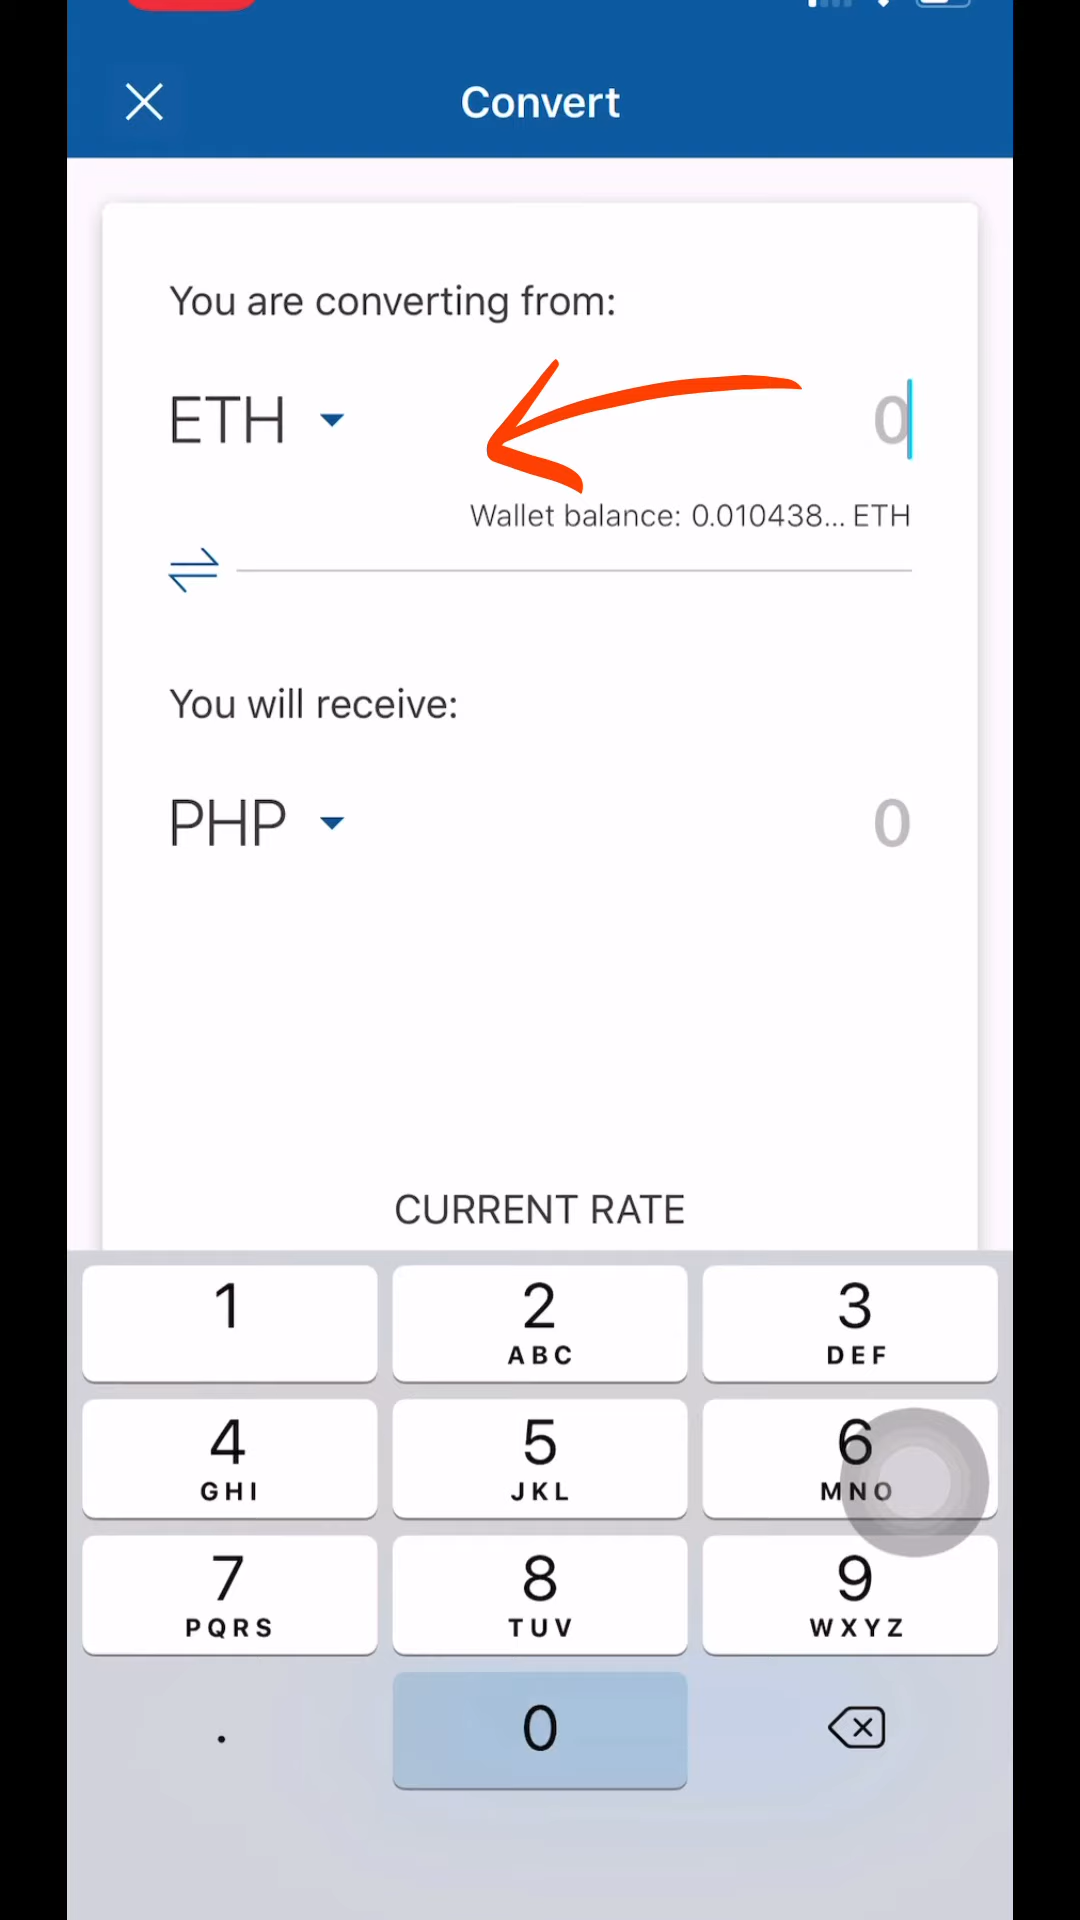 Convert
You are converting from:
ETH 0
Wallet balance: 0.010438... ETH
You will receive:
PHP 0
CURRENT RATE
1 2 3
ABC DEF
4 5 6
GHI JKL MNO
7 8 9
PQRS TUV WXYZ
. 0